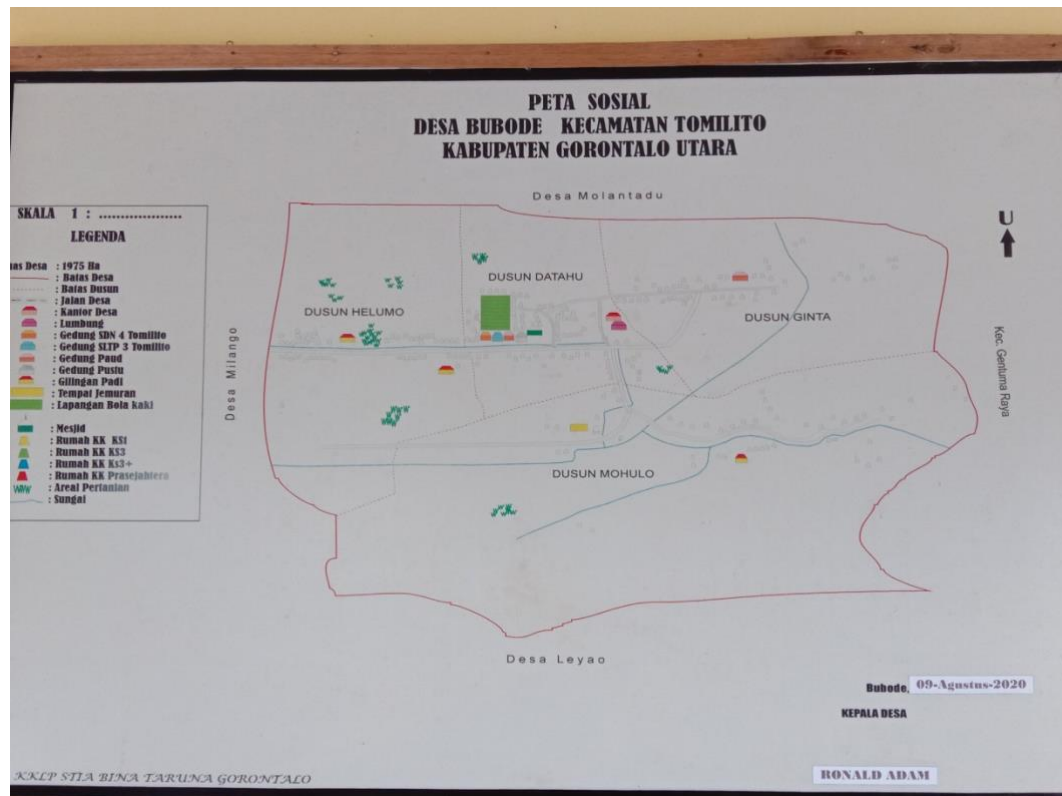 PETA SOSIAL
DESA BUBODE KECAMATAN TOMILITO
KABUPATEN GORONTALO UTARA
Desa Molantadu
SKALA 1 : ....................
LEGENDA
as Desa : 1975 Ha
: Batas Desa
: Batas Dusun
: Jalan Desa
: Kantor Desa
: Lumbung
: Gedung SDN 4 Tomilito
: Gedung SLTP 3 Tomilito
: Gedung Paud
: Gedung Pustu
: Gilingan Padi
: Tempat Jemuran
: Lapangan Bola kaki
: Mesjid
: Rumah KK KS1
: Rumah KK KS3
: Rumah KK Ks3+
: Rumah KK Prasejahtera
: Areal Pertanian
: Sungai
U
DUSUN DATAHU
DUSUN HELUMO
DUSUN GINTA
Desa Milango
Kec. Gentuma Raya
DUSUN MOHULO
Desa Leyao
Bubode, 09-Agustus-2020
KEPALA DESA
RONALD ADAM
KKLP STIA BINA TARUNA GORONTALO